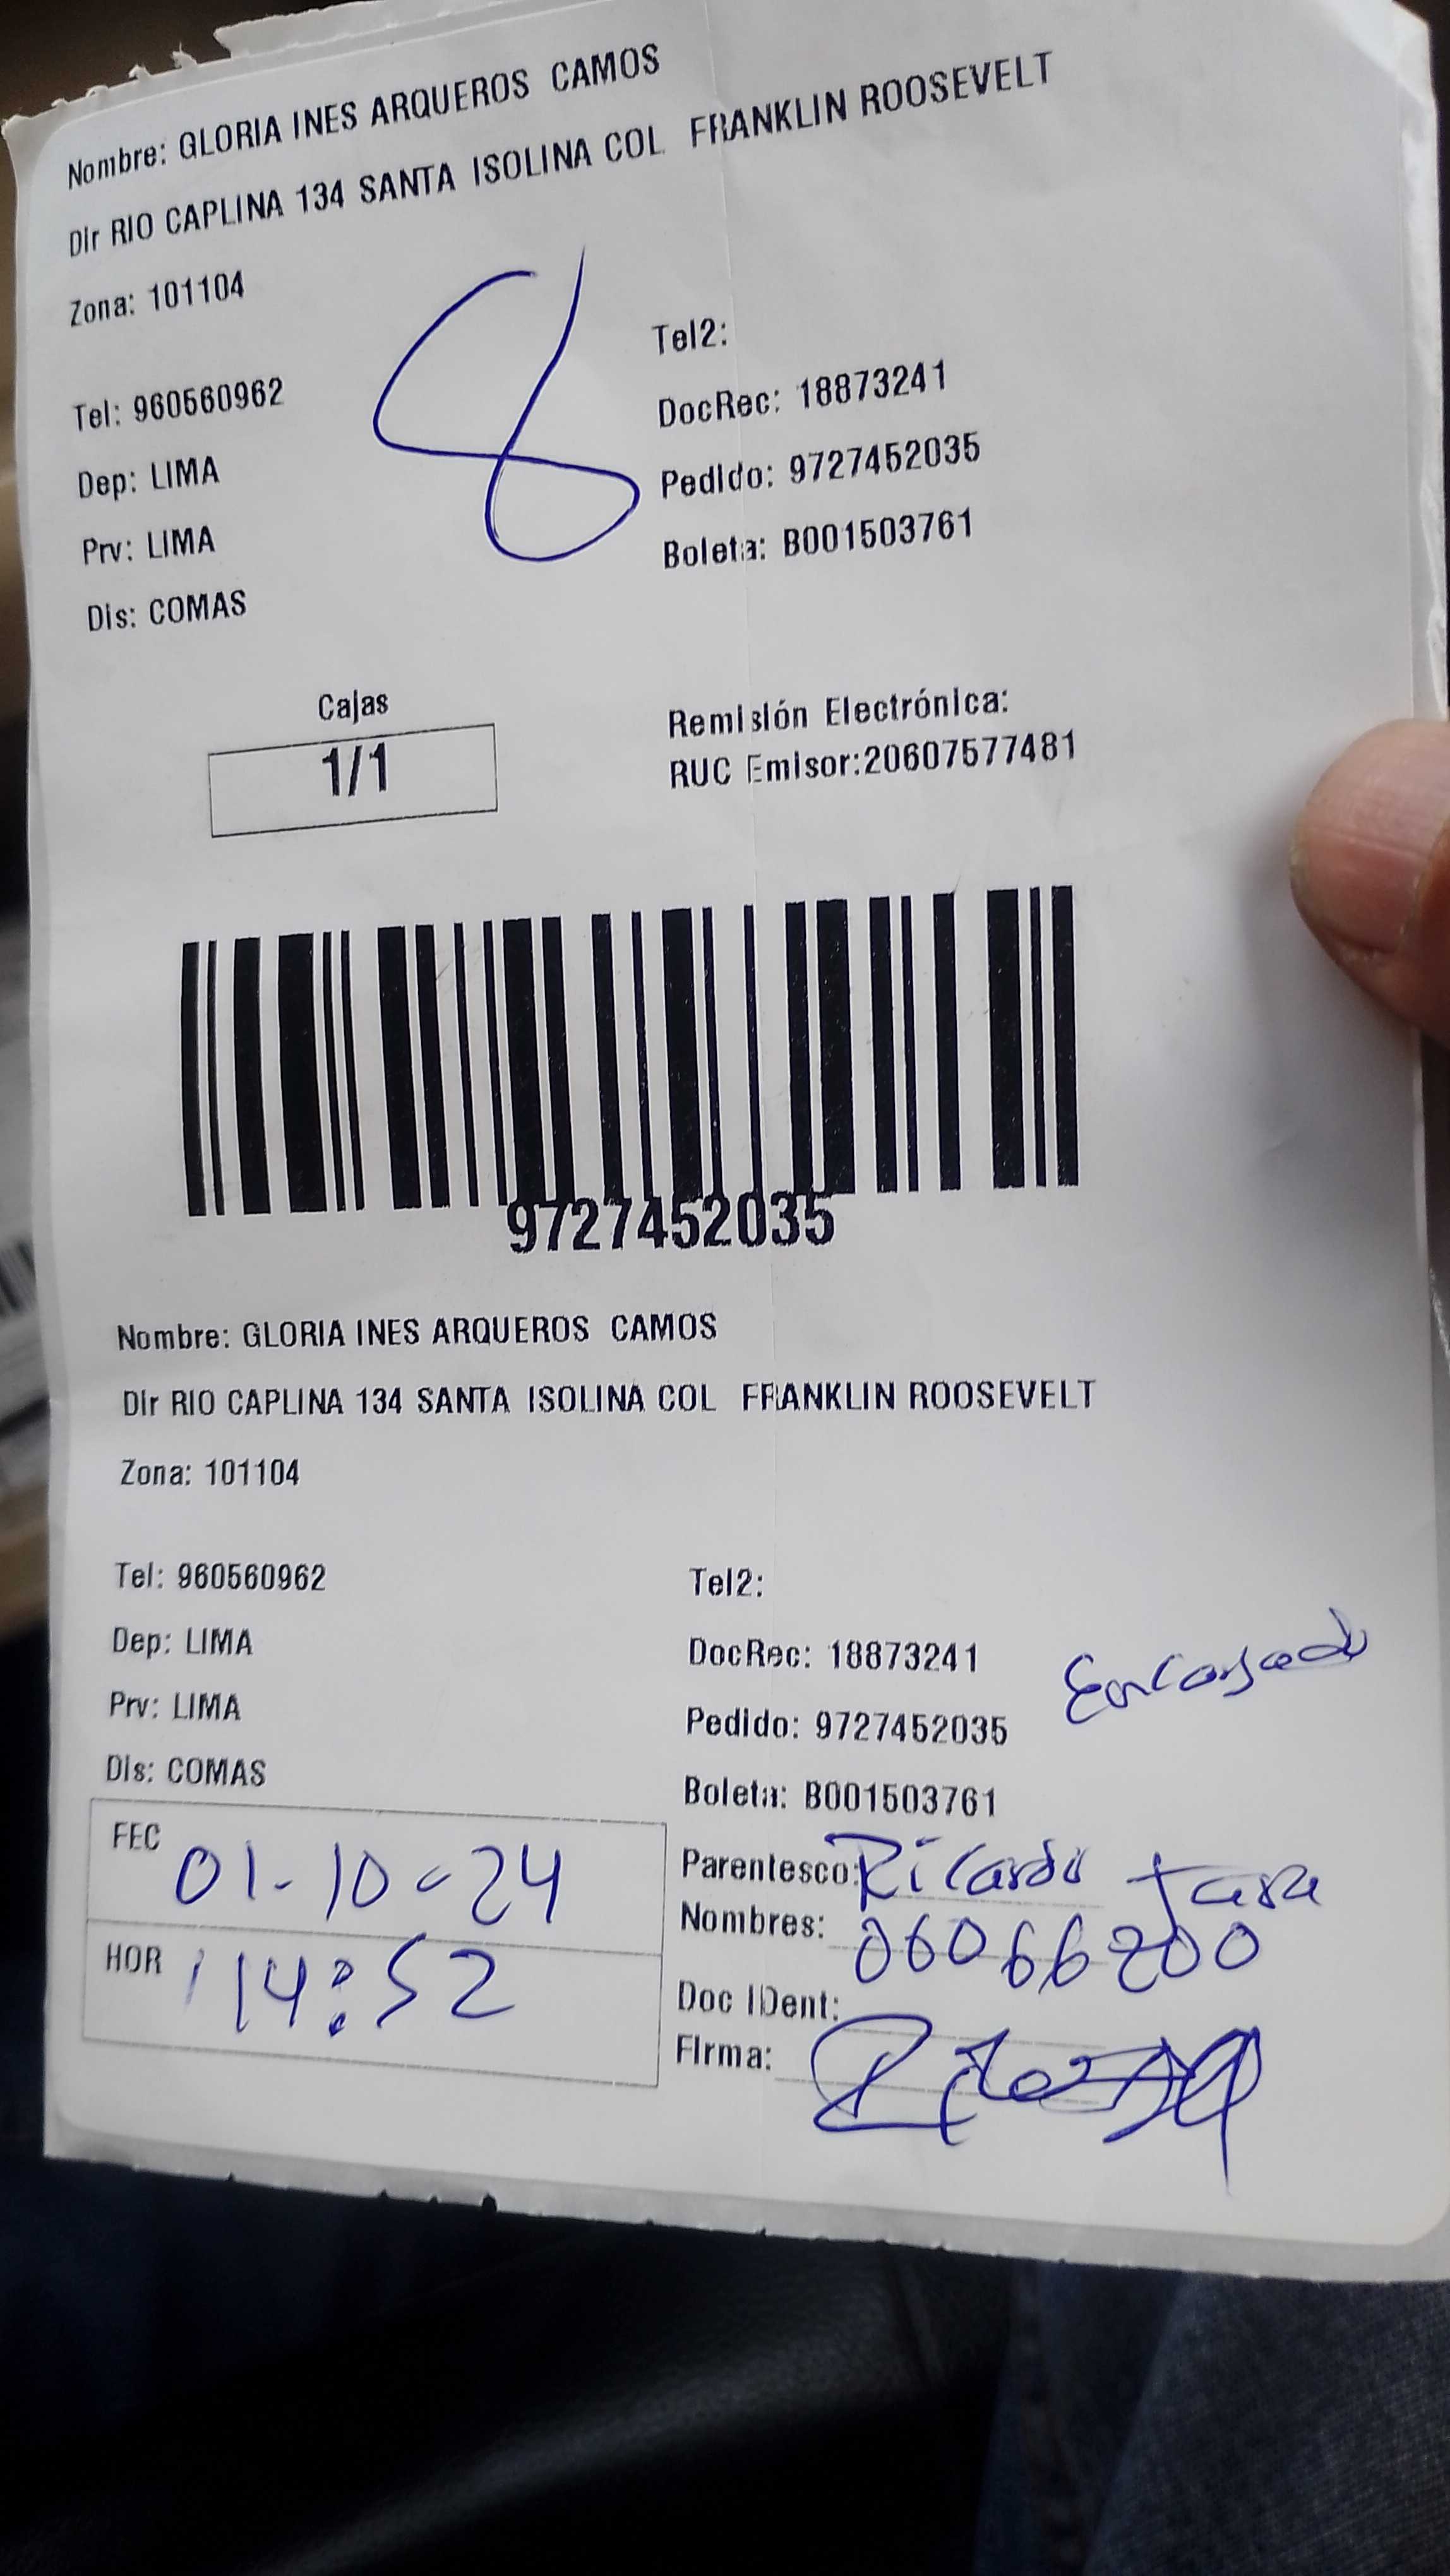 Nombre: GLORIA INES ARQUEROS CAMOS
Dir RIO CAPLINA 134 SANTA ISOLINA COL FRANKLIN ROOSEVELT
Zona: 101104
8
Tel2:
Tel: 960560962
DocRec: 18873241
Dep: LIMA
Pedido: 9727452035
Prv: LIMA
Boleta: B001503761
Dis: COMAS
Cajas
1/1
Remisión Electrónica:
RUC Emisor:20607577481
9727452035
Nombre: GLORIA INES ARQUEROS CAMOS
Dir RIO CAPLINA 134 SANTA ISOLINA COL FRANKLIN ROOSEVELT
Zona: 101104
Tel: 960560962
Tel2:
Dep: LIMA
DocRec: 18873241
Encargado
Prv: LIMA
Pedido: 9727452035
Dis: COMAS
Boleta: B001503761
FEC 01-10-24
Parentesco: Ricardo
Nombres: 06066200
HOR 14:52
Doc IDent:
Firma: